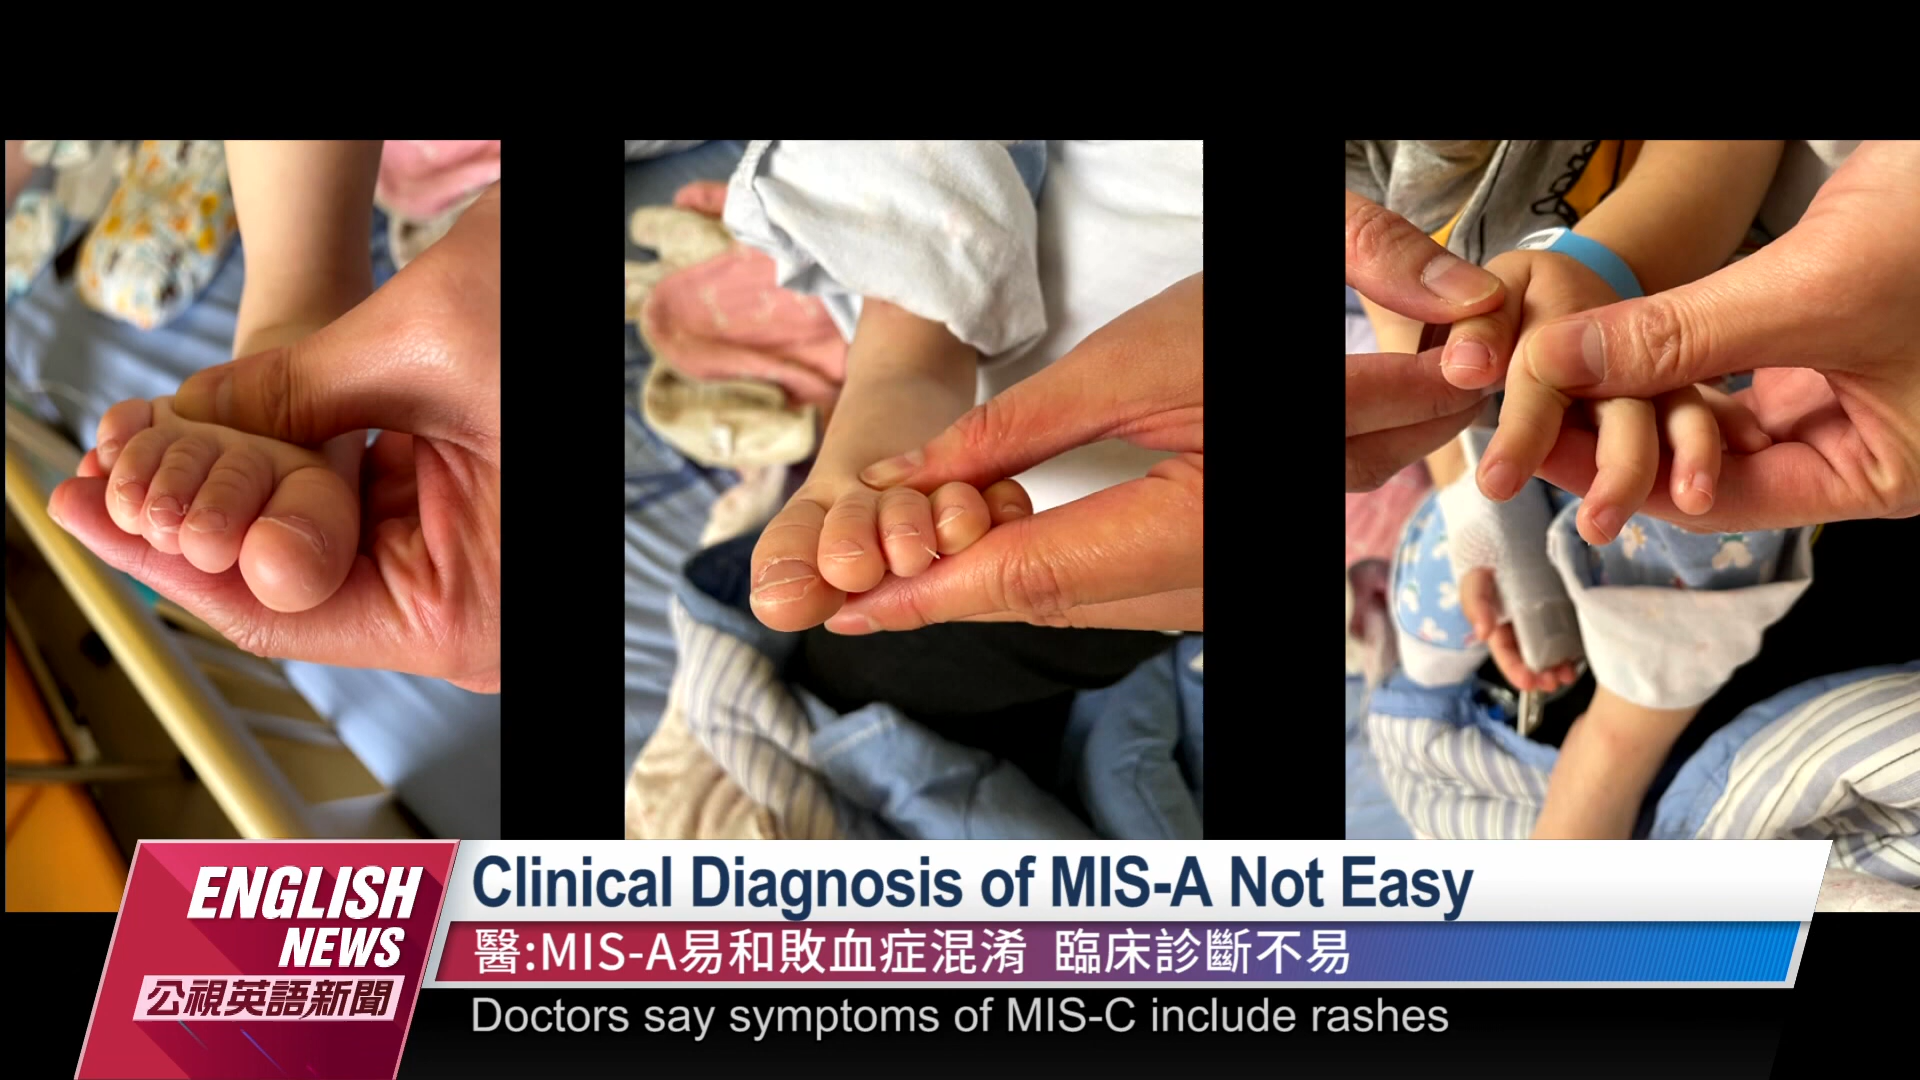 ENGLISH
NEWS
公視英語新聞
Clinical Diagnosis of MIS-A Not Easy
醫:MIS-A易和敗血症混淆 臨床診斷不易
Doctors say symptoms of MIS-C include rashes